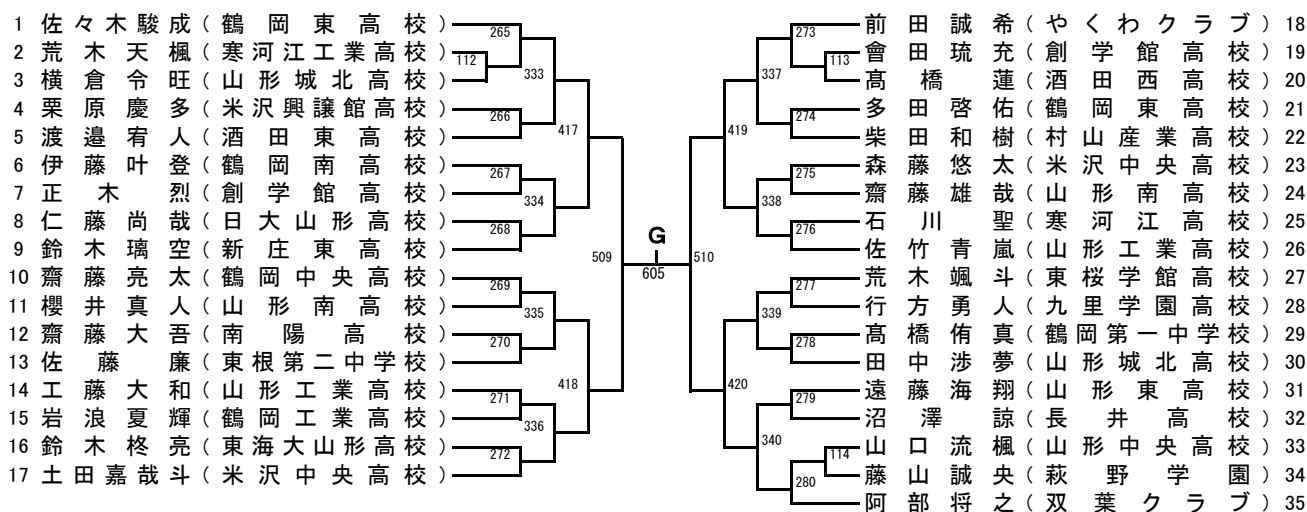 1 佐々木駿成(鶴岡東高校)
2 荒木天楓(寒河江工業高校)
3 横倉令旺(山形城北高校)
4 栗原慶多(米沢興譲館高校)
5 渡邉宥人(酒田東高校)
6 伊藤叶登(鶴岡南高校)
7 正木烈(創学館高校)
8 仁藤尚哉(日大山形高校)
9 鈴木璃空(新庄東高校)
10 齋藤亮太(鶴岡中央高校)
11 櫻井真人(山形南高校)
12 齋藤大吾(南陽高校)
13 佐藤廉(東根第二中学校)
14 工藤大和(山形工業高校)
15 岩浪夏輝(鶴岡工業高校)
16 鈴木柊亮(東海大山形高校)
17 土田嘉哉斗(米沢中央高校)
265
112
333
266
417
267
334
268
509
269
335
270
418
271
336
272
G
605
510
273
113
337
274
419
275
338
276
277
339
278
420
279
340
114
280
前田誠希(やくわクラブ) 18
會田琉充(創学館高校) 19
髙橋蓮(酒田西高校) 20
多田啓佑(鶴岡東高校) 21
柴田和樹(村山産業高校) 22
森藤悠太(米沢中央高校) 23
齋藤雄哉(山形南高校) 24
石川聖(寒河江高校) 25
佐竹青嵐(山形工業高校) 26
荒木颯斗(東桜学館高校) 27
行方勇人(九里学園高校) 28
髙橋侑真(鶴岡第一中学校) 29
田中渉夢(山形城北高校) 30
遠藤海翔(山形東高校) 31
沼澤諒(長井高校) 32
山口流楓(山形中央高校) 33
藤山誠央(萩野学園) 34
阿部将之(双葉クラブ) 35